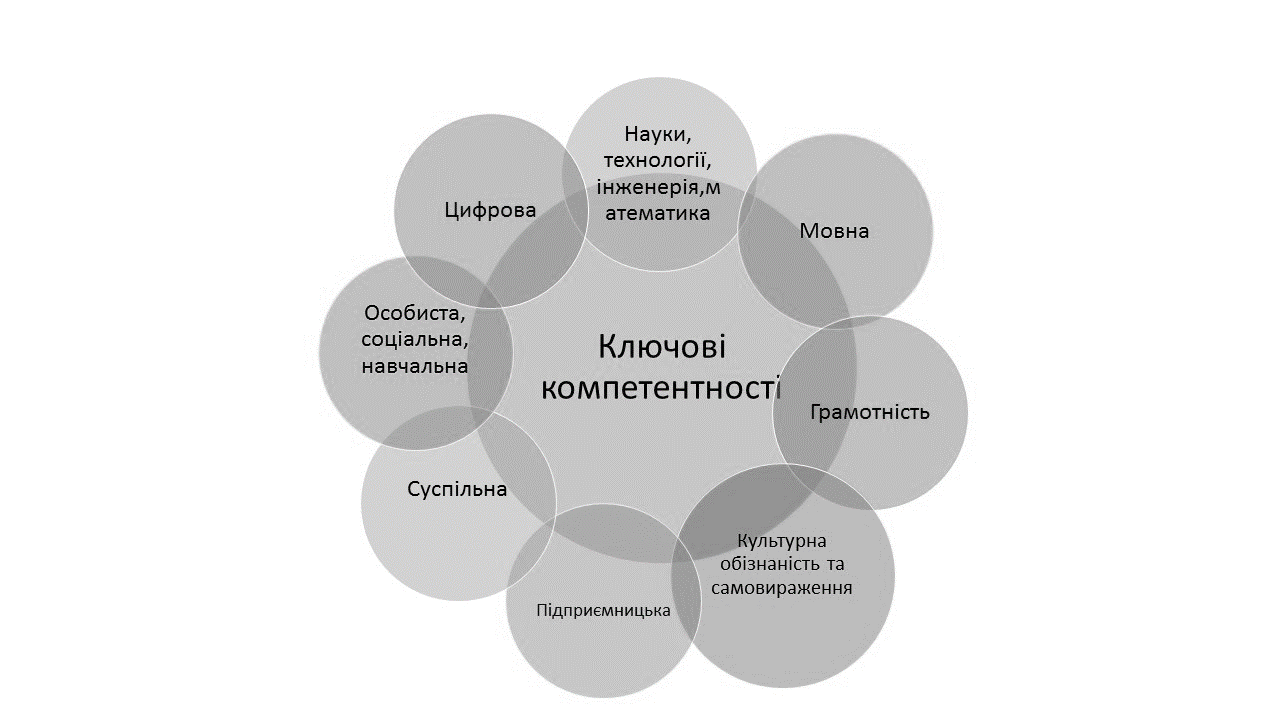 Науки,
технології,
інженерія,м
атематика
Мовна
Грамотність
Культурна
обізнаність та
самовираження
Підприємницька
Суспільна
Особиста,
соціальна,
навчальна
Цифрова
Ключові
компетентності